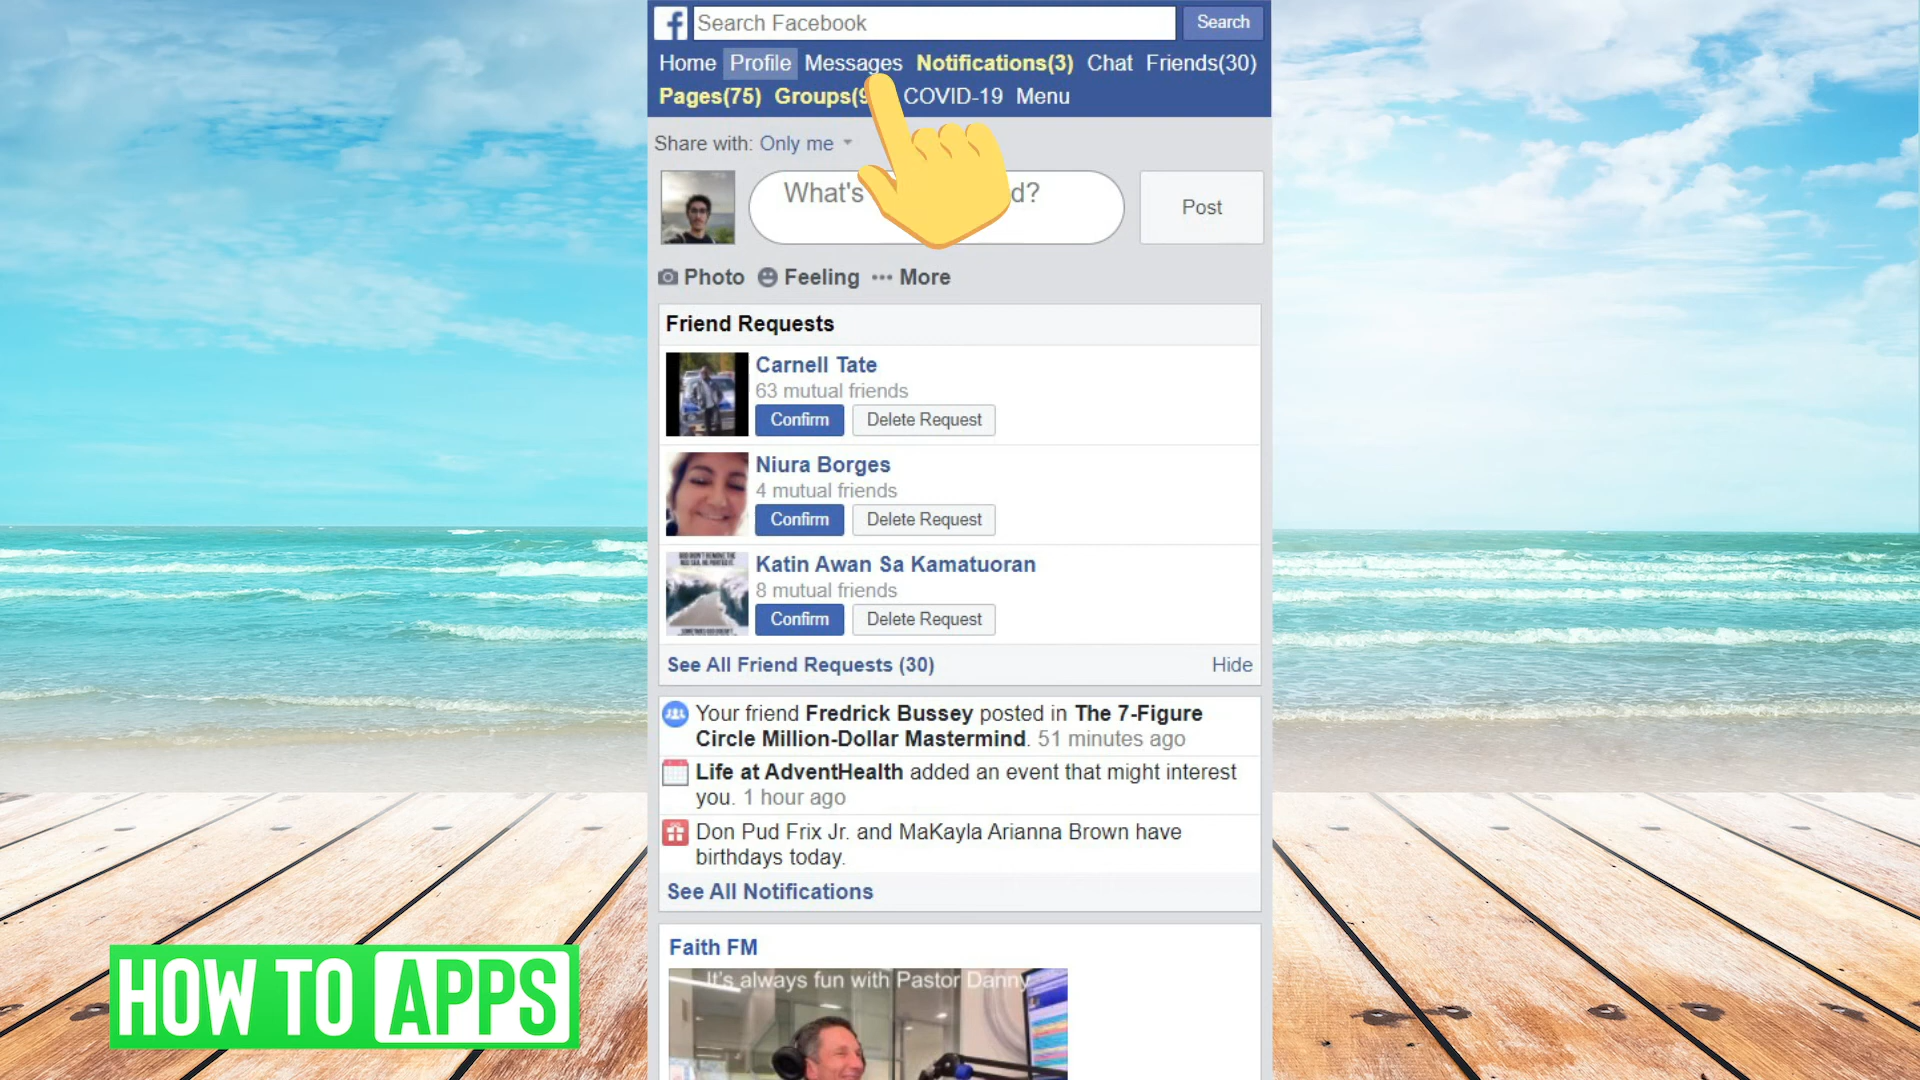 Search Facebook
Search
Home Profile Messages Notifications(3) Chat Friends(30)
Pages(75) Groups(9 COVID-19 Menu
Share with: Only me
What's d?
Post
Photo Feeling ••• More
Friend Requests
Carnell Tate
63 mutual friends
Confirm Delete Request
Niura Borges
4 mutual friends
Confirm Delete Request
Katin Awan Sa Kamatuoran
8 mutual friends
Confirm Delete Request
See All Friend Requests (30)
Hide
Your friend Fredrick Bussey posted in The 7-Figure
Circle Million-Dollar Mastermind. 51 minutes ago
Life at AdventHealth added an event that might interest
you. 1 hour ago
Don Pud Frix Jr. and MaKayla Arianna Brown have
birthdays today.
See All Notifications
Faith FM
It's always fun with Pastor Danny
HOW TO APPS